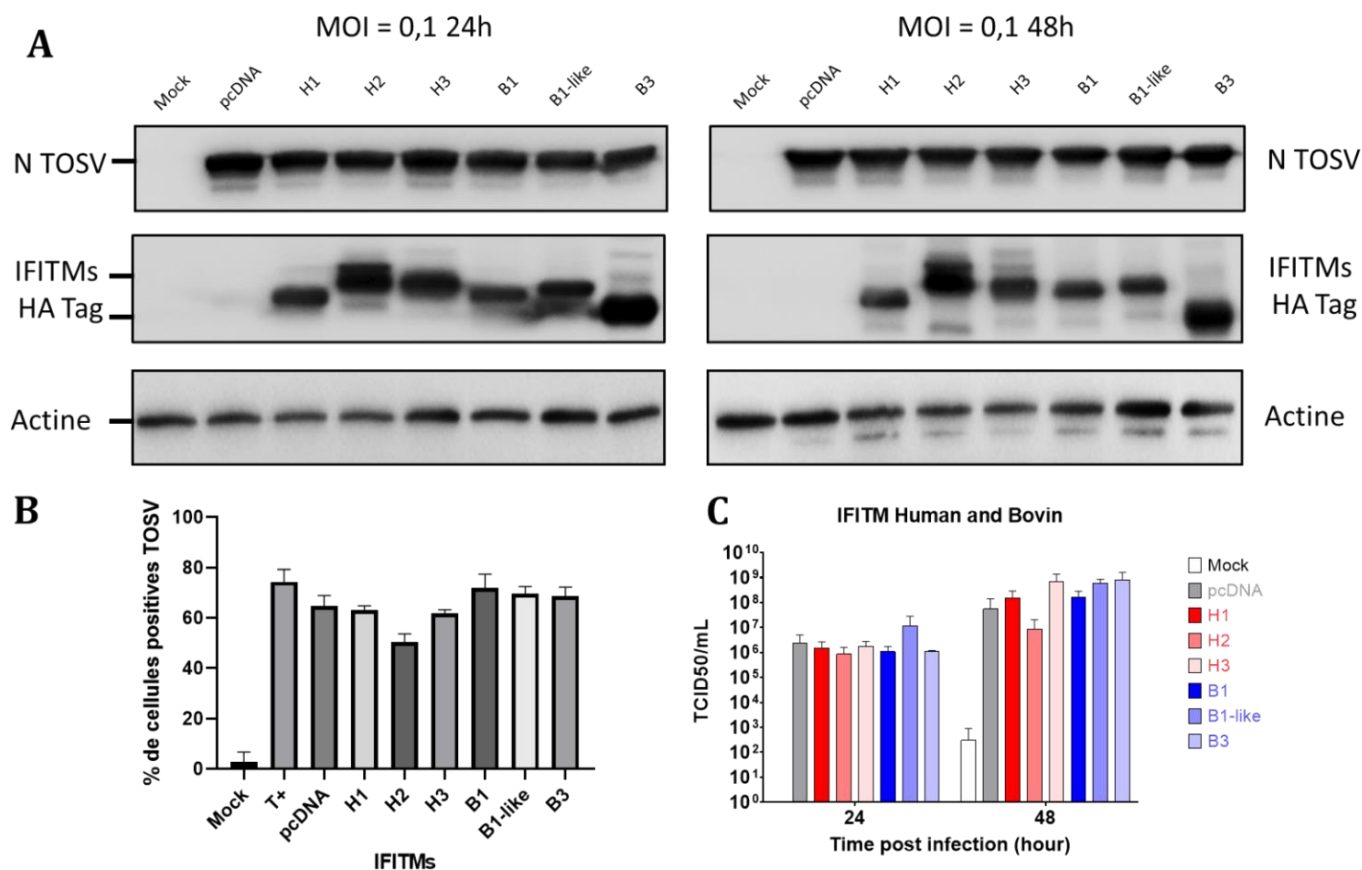 A
MOI = 0,1 24h
MOI = 0,1 48h
Mock pcDNA H1 H2 H3 B1 B1-like B3
Mock pcDNA H1 H2 H3 B1 B1-like B3
N TOSV
N TOSV
IFITMs
HA Tag
IFITMs
HA Tag
Actine
Actine
B
% de cellules positives TOSV
100
80
60
40
20
0
Mock T+ pcDNA H1 H2 H3 B1 B1-like B3
IFITMs
C
IFITM Human and Bovin
TCID50/mL
10¹⁰
10⁹
10⁸
10⁷
10⁶
10⁵
10⁴
10³
10²
10¹
10⁰
24 48
Time post infection (hour)
Mock
pcDNA
H1
H2
H3
B1
B1-like
B3